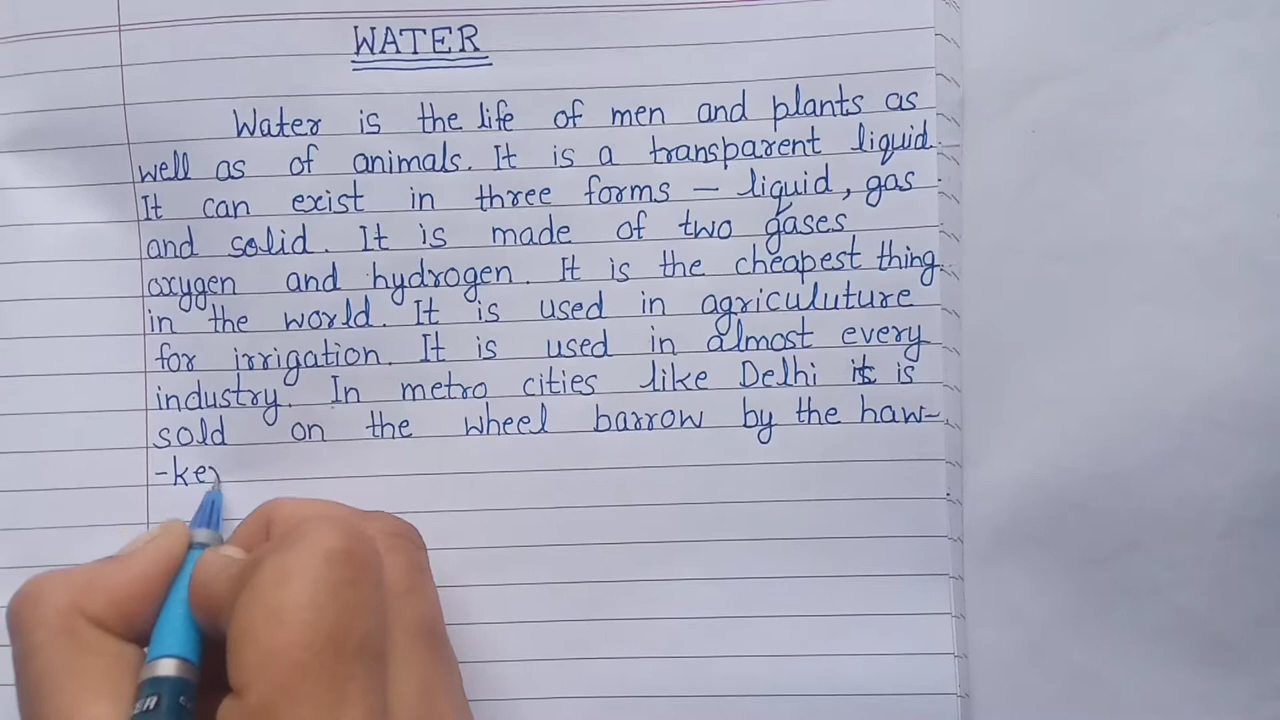 WATER
Water is the life of men and plants as
well as of animals. It is a transparent liquid.
It can exist in three forms – liquid, gas
and solid. It is made of two gases
oxygen and hydrogen. It is the cheapest thing
in the world. It is used in agriculuture
for irrigation. It is used in almost every
industry. In metro cities like Delhi it is
sold on the wheel barrow by the haw-
-ker